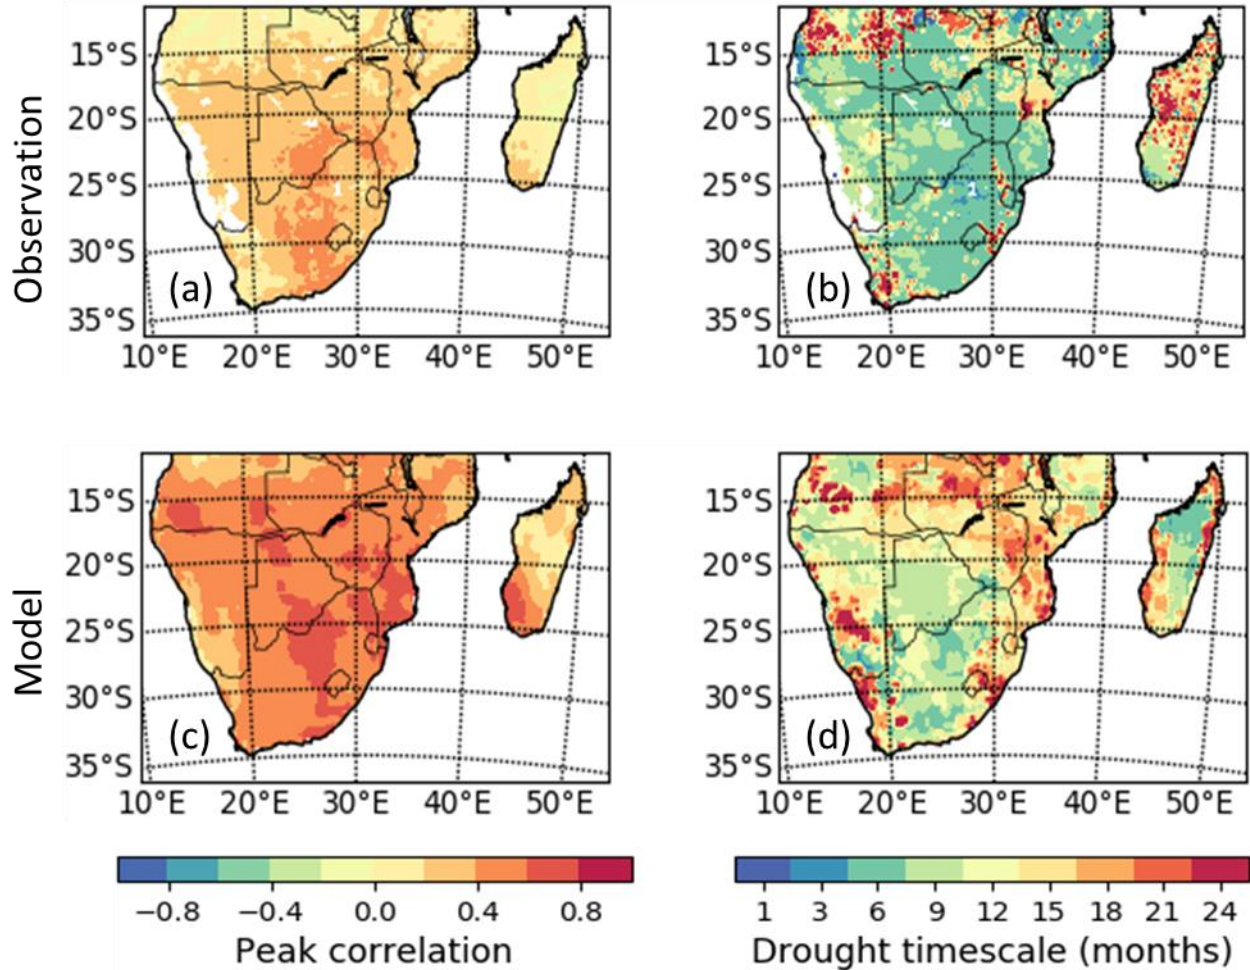 Observation
15°S
20°S
25°S
30°S
35°S
(a)
10°E 20°E 30°E 40°E 50°E
15°S
20°S
25°S
30°S
35°S
(b)
10°E 20°E 30°E 40°E 50°E
Model
15°S
20°S
25°S
30°S
35°S
(c)
10°E 20°E 30°E 40°E 50°E
15°S
20°S
25°S
30°S
35°S
(d)
10°E 20°E 30°E 40°E 50°E
−0.8 −0.4 0.0 0.4 0.8
Peak correlation
1 3 6 9 12 15 18 21 24
Drought timescale (months)